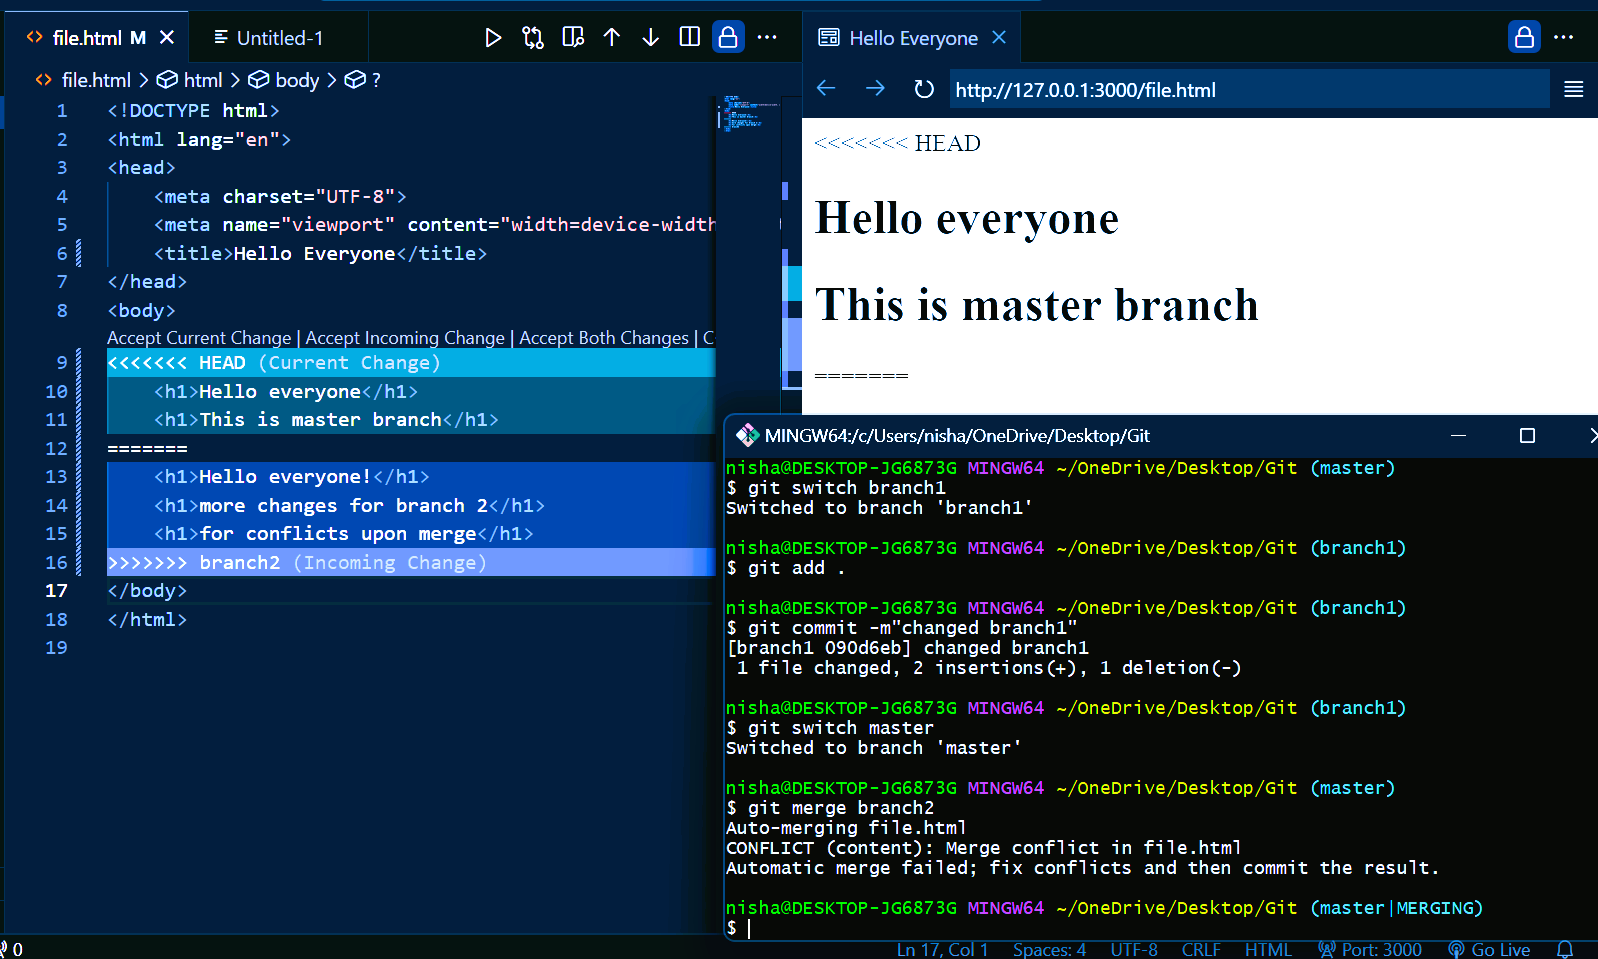 file.html M
Untitled-1
file.html > html > body > ?
1 <!DOCTYPE html>
2 <html lang="en">
3 <head>
4 <meta charset="UTF-8">
5 <meta name="viewport" content="width=device-width
6 <title>Hello Everyone</title>
7 </head>
8 <body>
Accept Current Change | Accept Incoming Change | Accept Both Changes | C
9 <<<<<<< HEAD (Current Change)
10 <h1>Hello everyone</h1>
11 <h1>This is master branch</h1>
12 =======
13 <h1>Hello everyone!</h1>
14 <h1>more changes for branch 2</h1>
15 <h1>for conflicts upon merge</h1>
16 >>>>>>> branch2 (Incoming Change)
17 </body>
18 </html>
19
Hello Everyone
http://127.0.0.1:3000/file.html
<<<<<<< HEAD
Hello everyone
This is master branch
=======
MINGW64:/c/Users/nisha/OneDrive/Desktop/Git
nisha@DESKTOP-JG6873G MINGW64 ~/OneDrive/Desktop/Git (master)
$ git switch branch1
Switched to branch 'branch1'
nisha@DESKTOP-JG6873G MINGW64 ~/OneDrive/Desktop/Git (branch1)
$ git add .
nisha@DESKTOP-JG6873G MINGW64 ~/OneDrive/Desktop/Git (branch1)
$ git commit -m"changed branch1"
[branch1 090d6eb] changed branch1
1 file changed, 2 insertions(+), 1 deletion(-)
nisha@DESKTOP-JG6873G MINGW64 ~/OneDrive/Desktop/Git (branch1)
$ git switch master
Switched to branch 'master'
nisha@DESKTOP-JG6873G MINGW64 ~/OneDrive/Desktop/Git (master)
$ git merge branch2
Auto-merging file.html
CONFLICT (content): Merge conflict in file.html
Automatic merge failed; fix conflicts and then commit the result.
nisha@DESKTOP-JG6873G MINGW64 ~/OneDrive/Desktop/Git (master|MERGING)
$
0
Ln 17, Col 1 Spaces: 4 UTF-8 CRLF HTML Port: 3000 Go Live